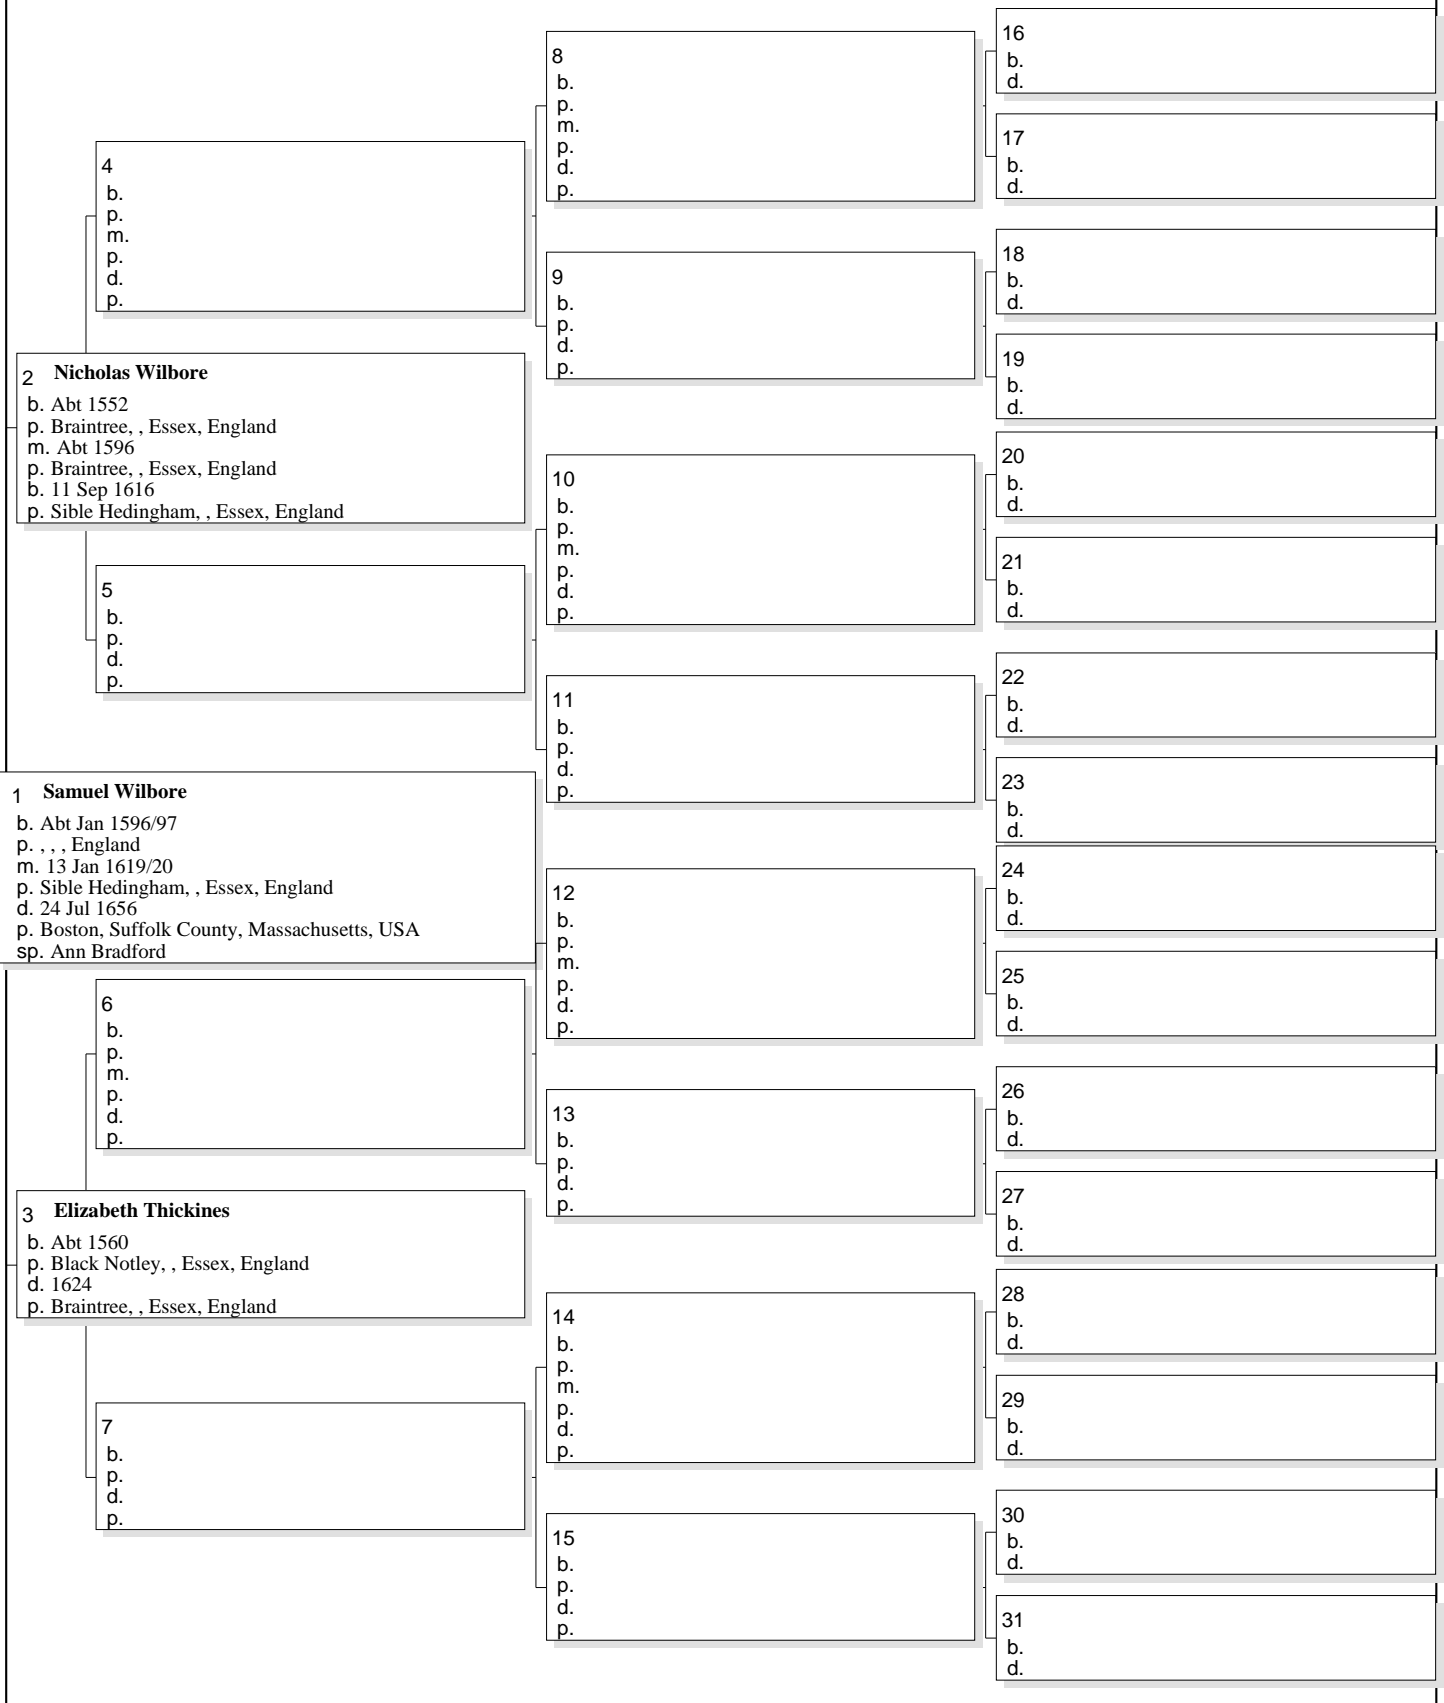 16
b.
d.
8
b.
p.
m.
p.
d.
p.
17
b.
d.
4
b.
p.
m.
p.
d.
p.
18
b.
d.
9
b.
p.
d.
p.
19
b.
d.
2 Nicholas Wilbore
b. Abt 1552
p. Braintree, , Essex, England
m. Abt 1596
p. Braintree, , Essex, England
b. 11 Sep 1616
p. Sible Hedingham, , Essex, England
20
b.
d.
10
b.
p.
m.
p.
d.
p.
21
b.
d.
5
b.
p.
d.
p.
22
b.
d.
11
b.
p.
d.
p.
23
b.
d.
1 Samuel Wilbore
b. Abt Jan 1596/97
p. , , , England
m. 13 Jan 1619/20
p. Sible Hedingham, , Essex, England
d. 24 Jul 1656
p. Boston, Suffolk County, Massachusetts, USA
sp. Ann Bradford
24
b.
d.
12
b.
p.
m.
p.
d.
p.
25
b.
d.
6
b.
p.
m.
p.
d.
p.
26
b.
d.
13
b.
p.
d.
p.
27
b.
d.
3 Elizabeth Thickines
b. Abt 1560
p. Black Notley, , Essex, England
d. 1624
p. Braintree, , Essex, England
28
b.
d.
14
b.
p.
m.
p.
d.
p.
29
b.
d.
7
b.
p.
d.
p.
30
b.
d.
15
b.
p.
d.
p.
31
b.
d.